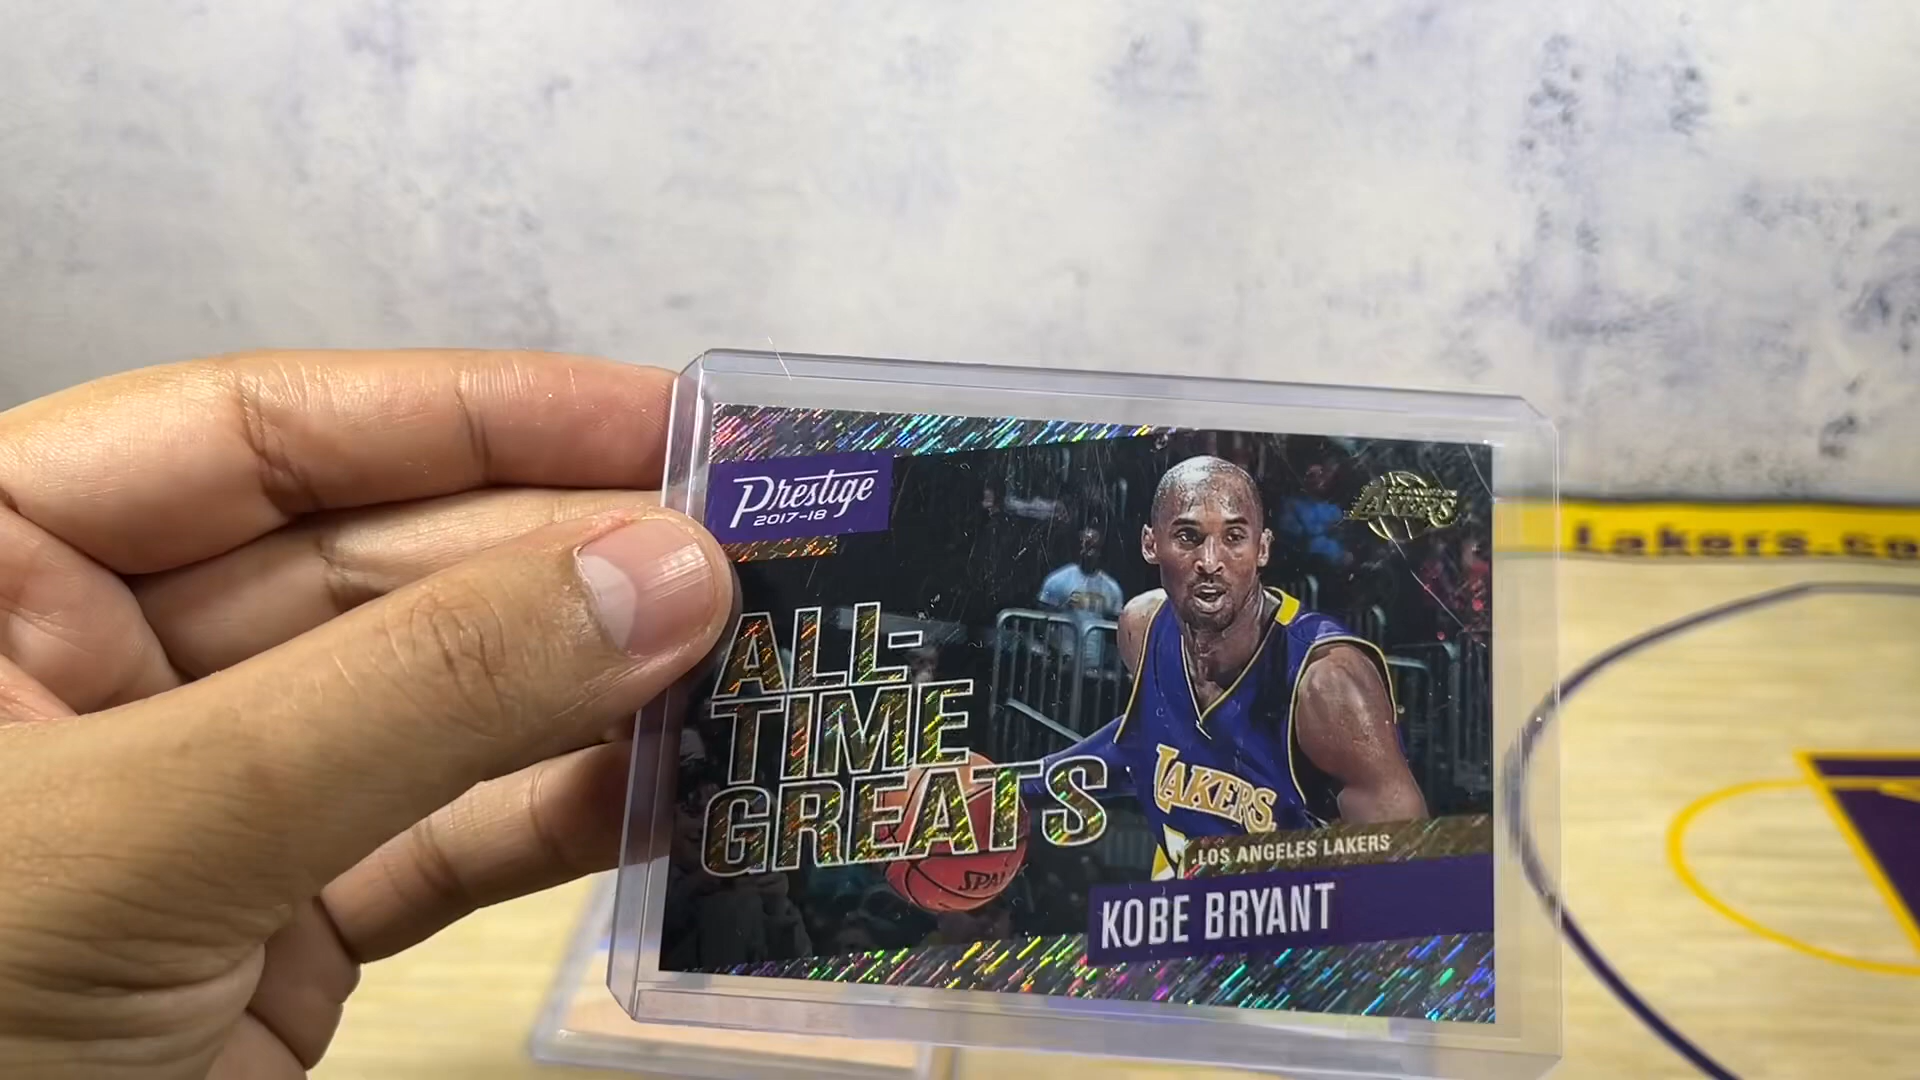 Prestige
2017-18
LAKERS
ALL-
TIME
GREATS
LAKERS
LOS ANGELES LAKERS
KOBE BRYANT